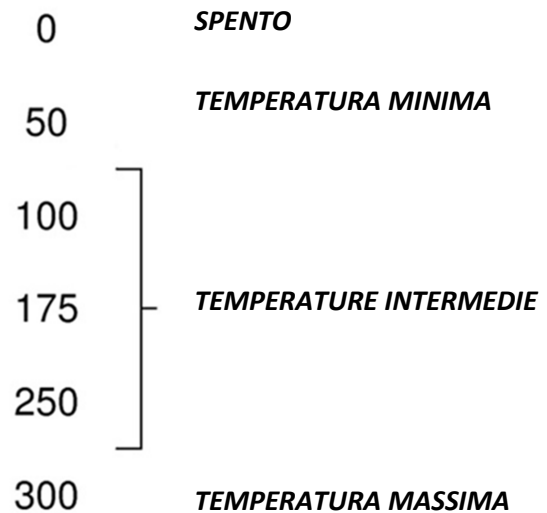 0 SPENTO
50 TEMPERATURA MINIMA
100
175 TEMPERATURE INTERMEDIE
250
300 TEMPERATURA MASSIMA